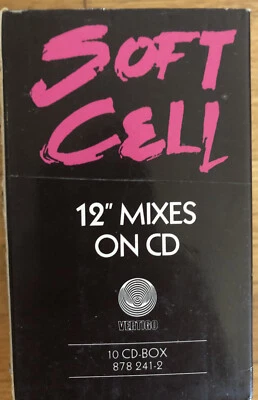 SOFT
CELL
12" MIXES
ON CD
VERTIGO
10 CD-BOX
878 241-2